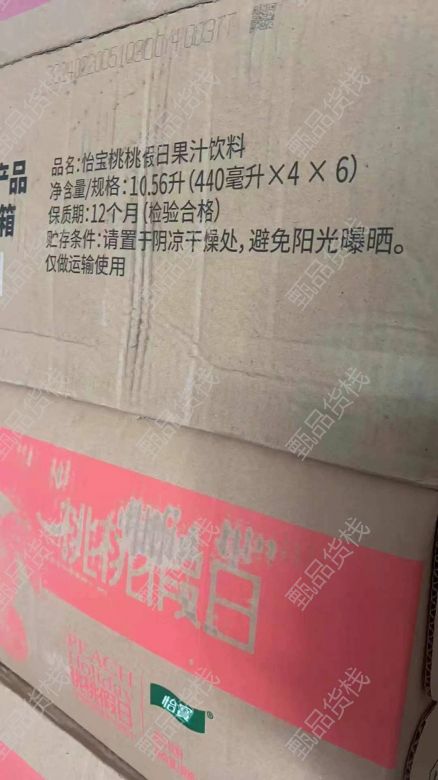 产品
箱
品名:怡宝桃桃假日果汁饮料
净含量/规格:10.56升(440毫升×4×6)
保质期:12个月(检验合格)
贮存条件:请置于阴凉干燥处,避免阳光曝晒。
仅做运输使用
桃桃假日
PEACH
桃桃假日
怡寶®
甄品货栈